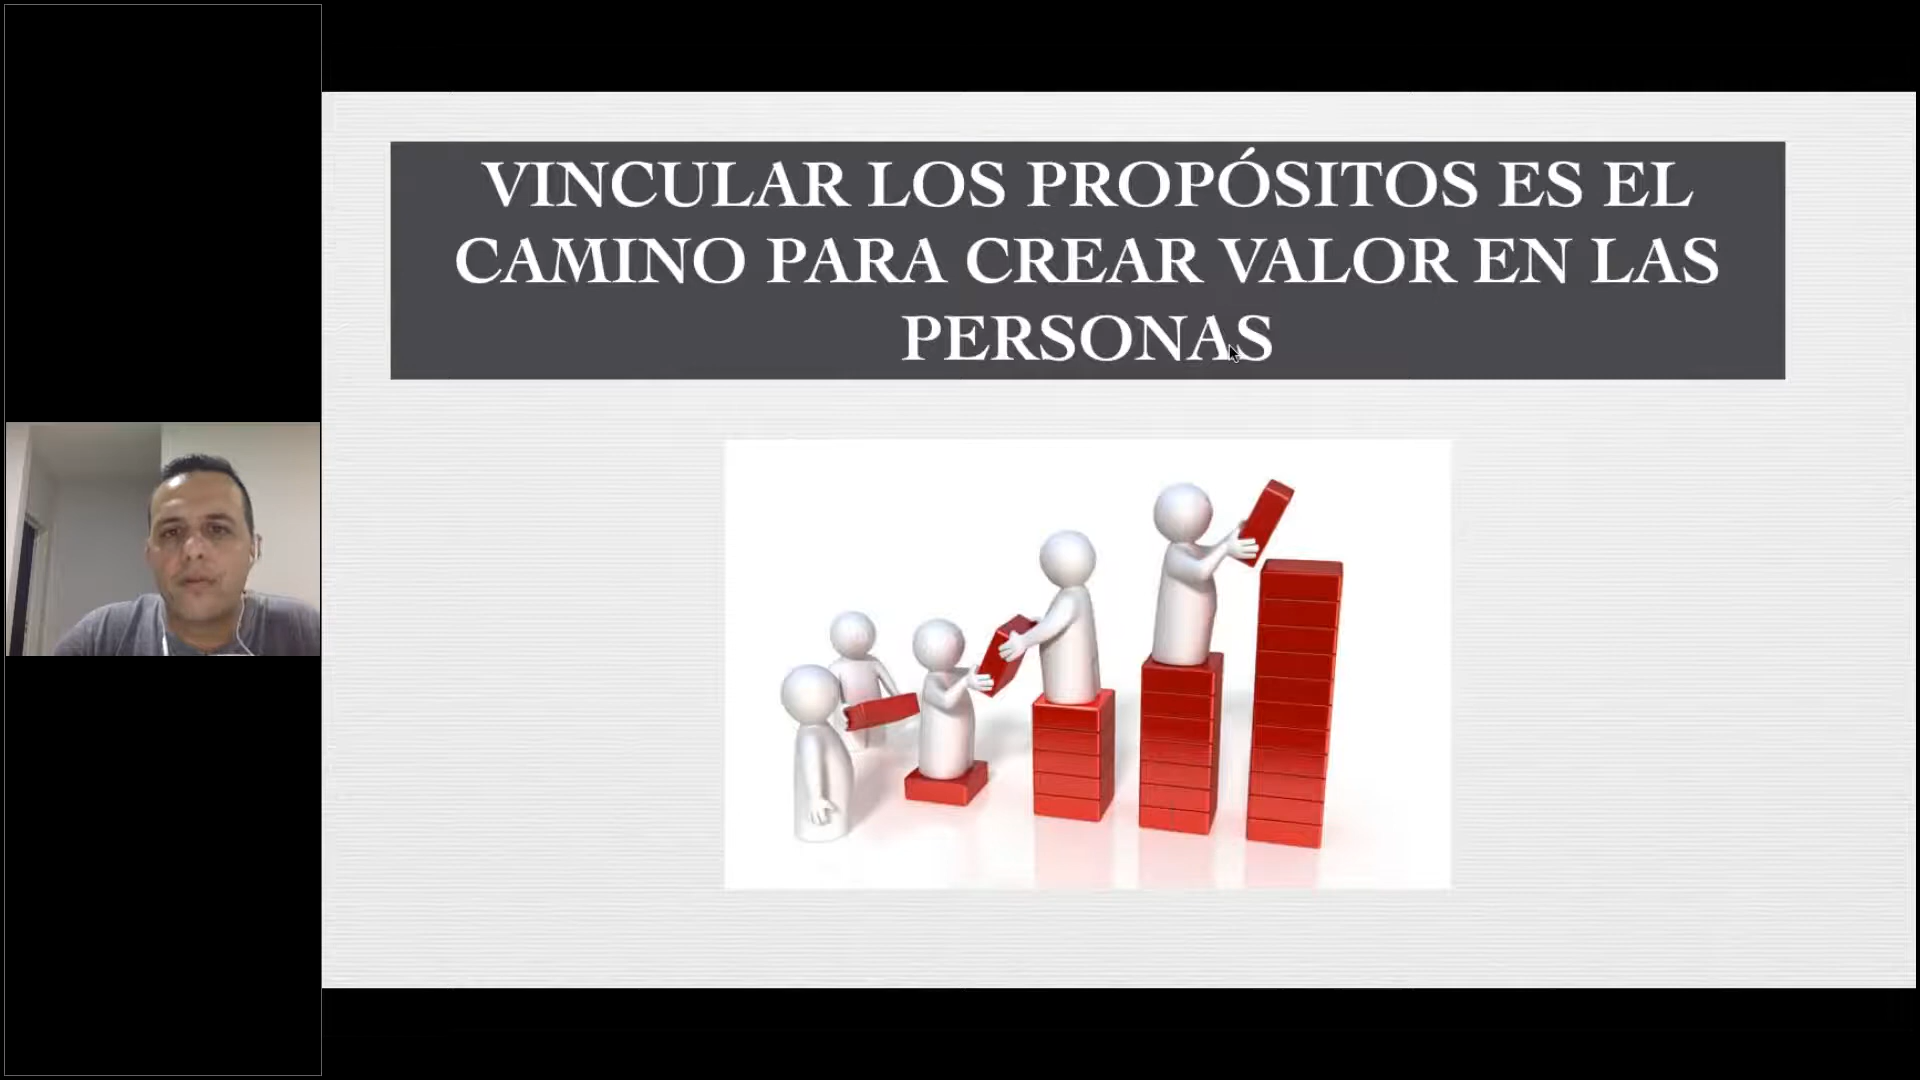 VINCULAR LOS PROPÓSITOS ES EL
CAMINO PARA CREAR VALOR EN LAS
PERSONAS